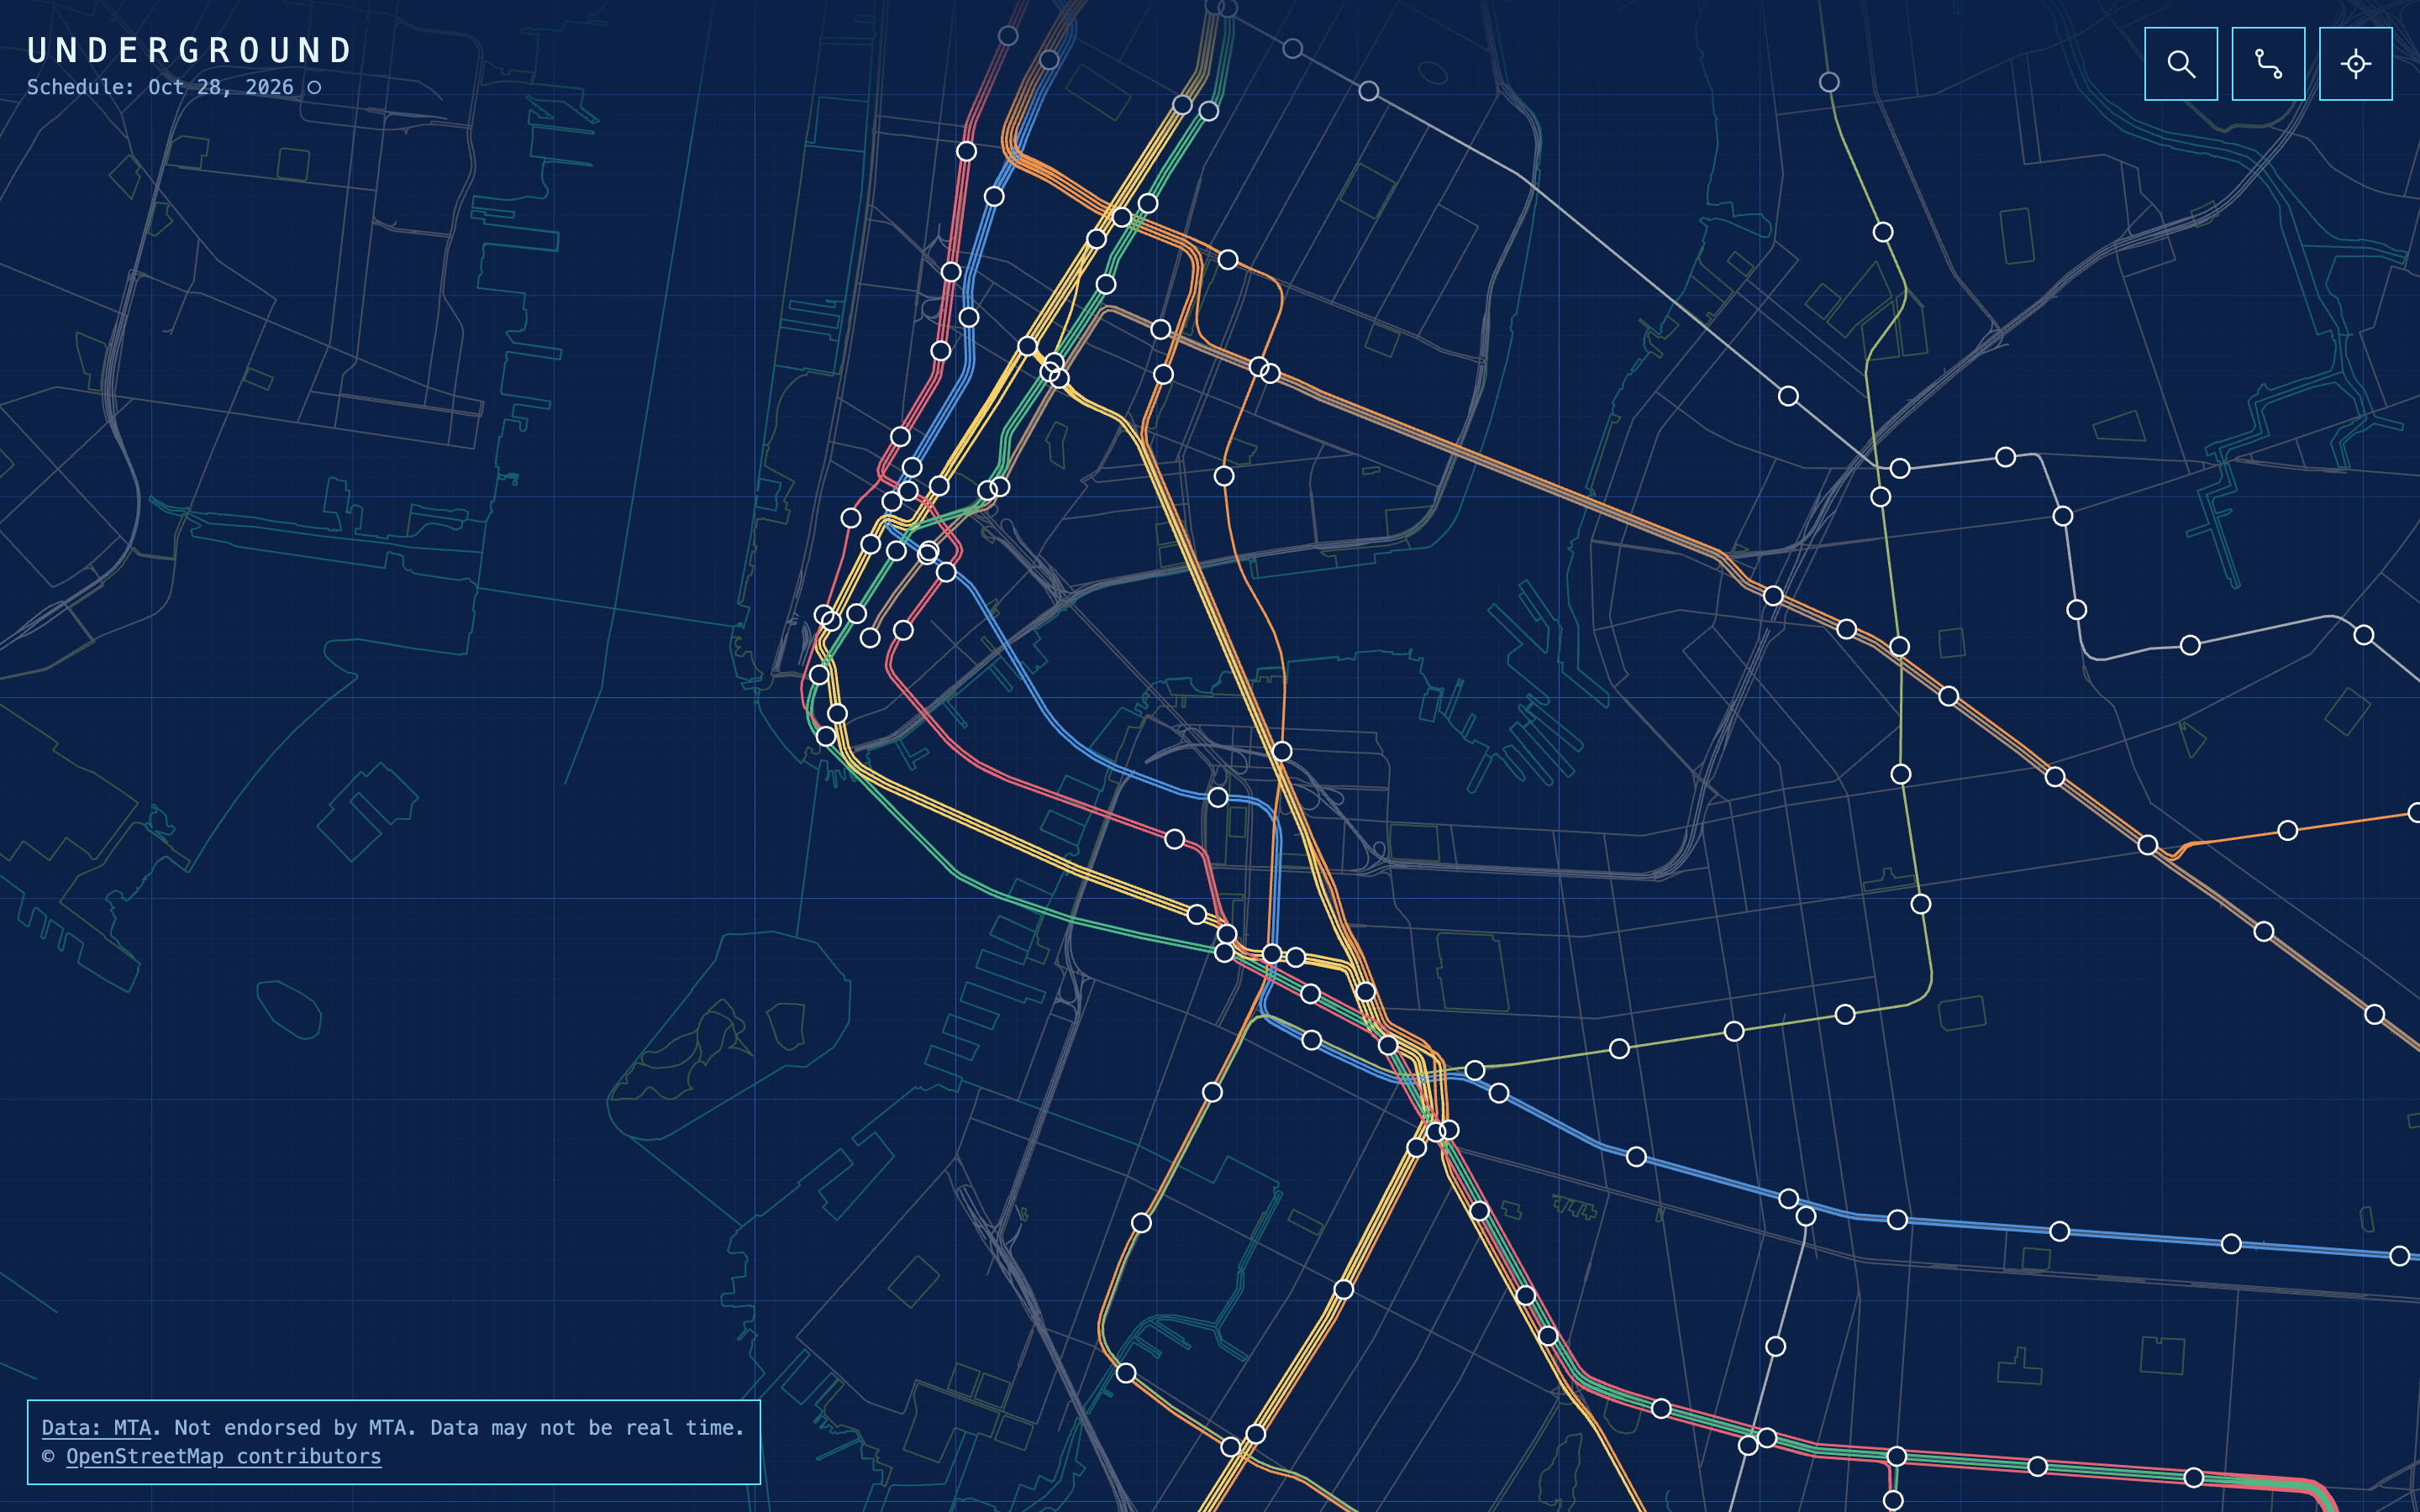 UNDERGROUND
Schedule: Oct 28, 2026
Data: MTA. Not endorsed by MTA. Data may not be real time.
© OpenStreetMap contributors